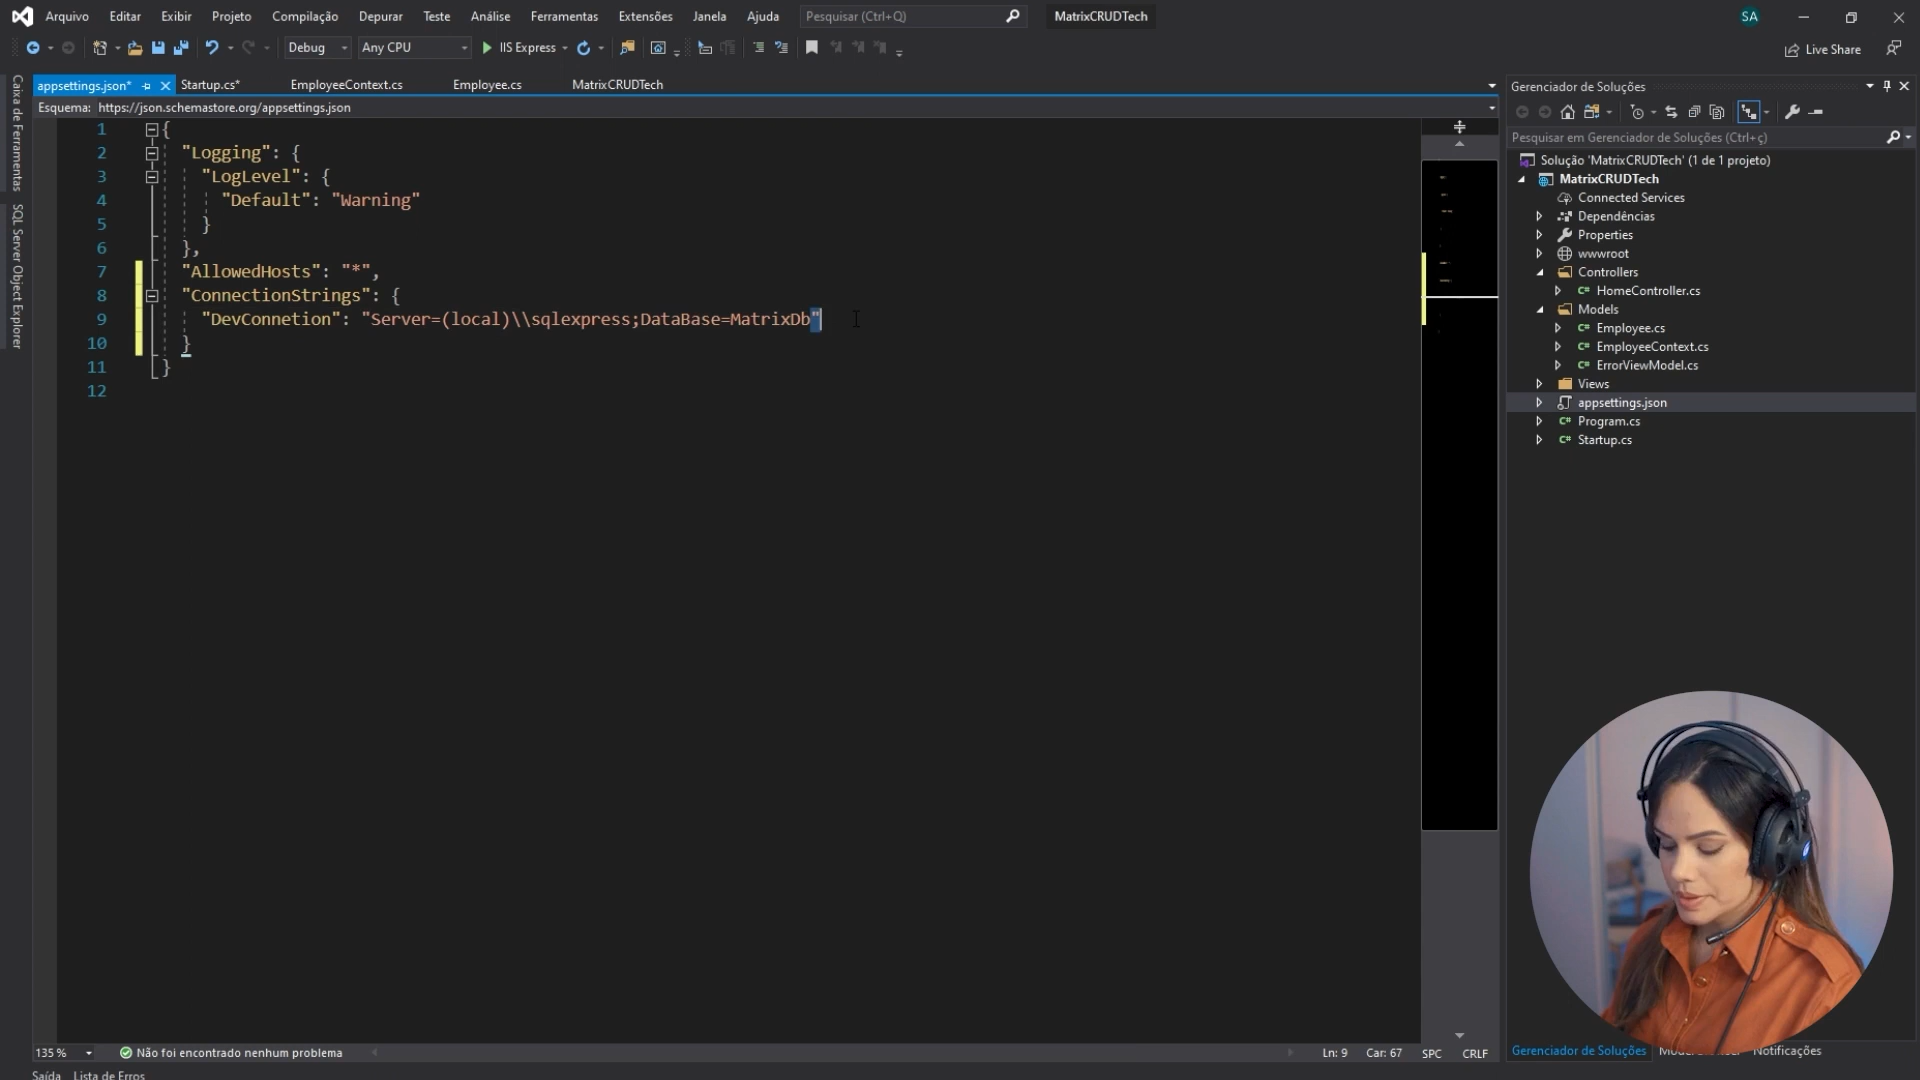 Arquivo Editar Exibir Projeto Compilação Depurar Teste Análise Ferramentas Extensões Janela Ajuda Pesquisar (Ctrl+Q) MatrixCRUDTech SA
Debug Any CPU IIS Express Live Share
appsettings.json* Startup.cs* EmployeeContext.cs Employee.cs MatrixCRUDTech
Esquema: https://json.schemastore.org/appsettings.json
1 {
2 "Logging": {
3 "LogLevel": {
4 "Default": "Warning"
5 }
6 },
7 "AllowedHosts": "*",
8 "ConnectionStrings": {
9 "DevConnetion": "Server=(local)\\sqlexpress;DataBase=MatrixDb"
10 }
11 }
12
Caixa de Ferramentas
SQL Server Object Explorer
Gerenciador de Soluções
Pesquisar em Gerenciador de Soluções (Ctrl+ç)
Solução 'MatrixCRUDTech' (1 de 1 projeto)
MatrixCRUDTech
Connected Services
Dependências
Properties
wwwroot
Controllers
C# HomeController.cs
Models
C# Employee.cs
C# EmployeeContext.cs
C# ErrorViewModel.cs
Views
appsettings.json
C# Program.cs
C# Startup.cs
135 % Não foi encontrado nenhum problema Ln: 9 Car: 67 SPC CRLF
Gerenciador de Soluções Notificações
Saída Lista de Erros